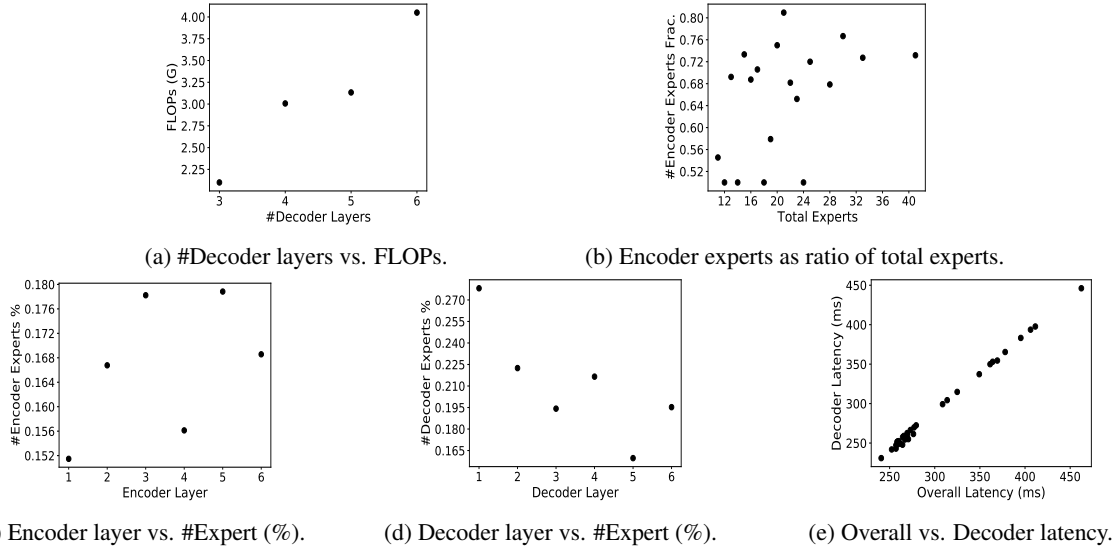 4.00
3.75
3.50
3.25
3.00
2.75
2.50
2.25
FLOPs (G)
3 4 5 6
#Decoder Layers
(a) #Decoder layers vs. FLOPs.
0.80
0.76
0.72
0.68
0.64
0.60
0.56
0.52
#Encoder Experts Frac.
12 16 20 24 28 32 36 40
Total Experts
(b) Encoder experts as ratio of total experts.
0.180
0.176
0.172
0.168
0.164
0.160
0.156
0.152
#Encoder Experts %
1 2 3 4 5 6
Encoder Layer
) Encoder layer vs. #Expert (%).
0.270
0.255
0.240
0.225
0.210
0.195
0.180
0.165
#Decoder Experts %
1 2 3 4 5 6
Decoder Layer
(d) Decoder layer vs. #Expert (%).
450
400
350
300
250
Decoder Latency (ms)
250 300 350 400 450
Overall Latency (ms)
(e) Overall vs. Decoder latency.